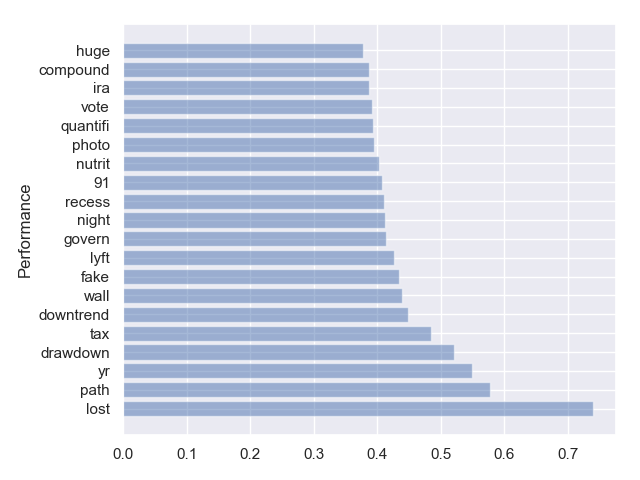 huge
compound
ira
vote
quantifi
photo
nutrit
91
recess
night
govern
lyft
fake
wall
downtrend
tax
drawdown
yr
path
lost
Performance
0.0 0.1 0.2 0.3 0.4 0.5 0.6 0.7